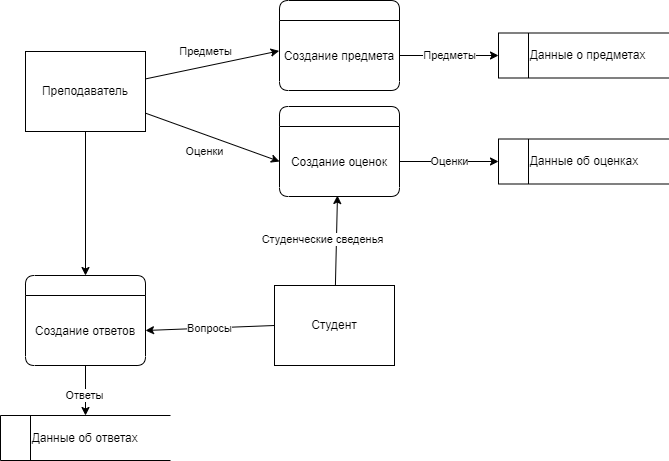 Предметы
Создание предмета
Предметы
Данные о предметах
Преподаватель
Оценки
Создание оценок
Оценки
Данные об оценках
Студенческие сведенья
Создание ответов
Вопросы
Студент
Ответы
Данные об ответах